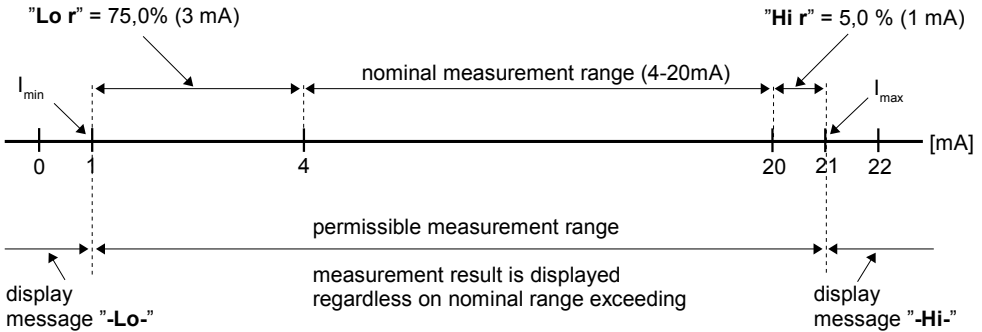 "Lo r" = 75,0% (3 mA)
"Hi r" = 5,0 % (1 mA)
nominal measurement range (4-20mA)
Imin
Imax
[mA]
0 1 4 20 21 22
permissible measurement range
measurement result is displayed
regardless on nominal range exceeding
display
message "-Lo-"
display
message "-Hi-"